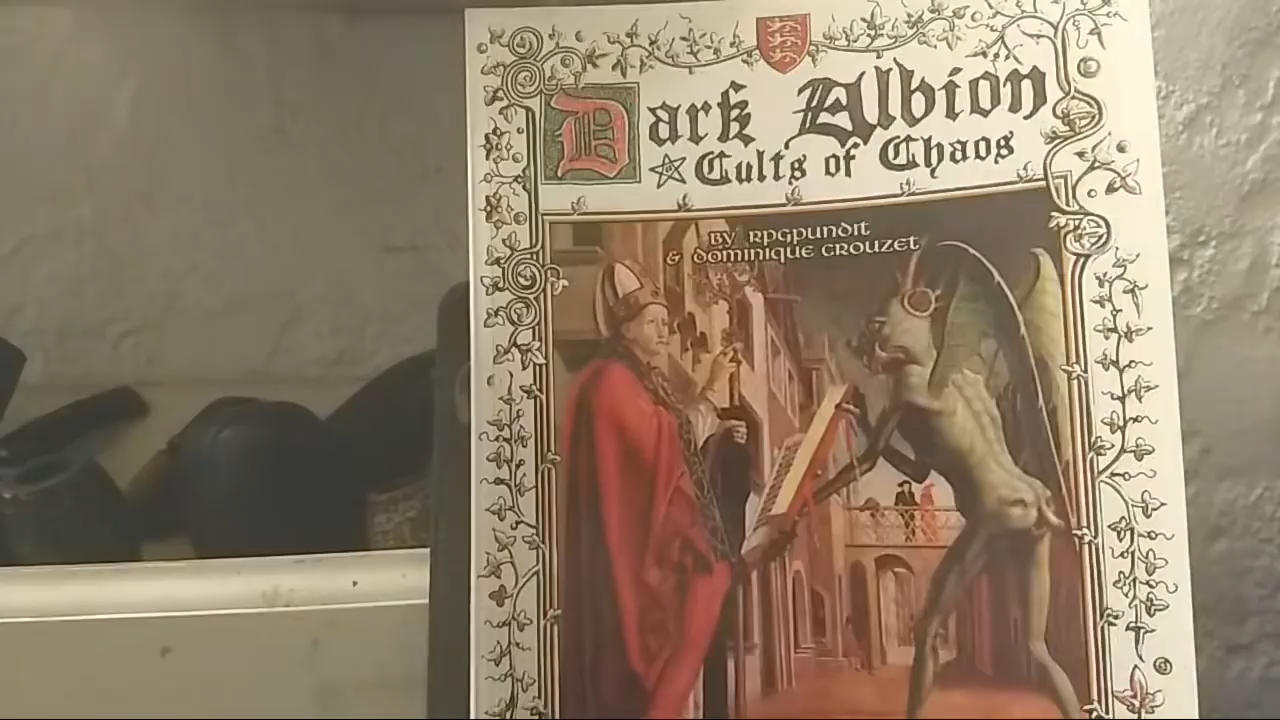 Dark Albion
Cults of Chaos
BY RPGPUNDIT
& DOMINIQUE CROUZET